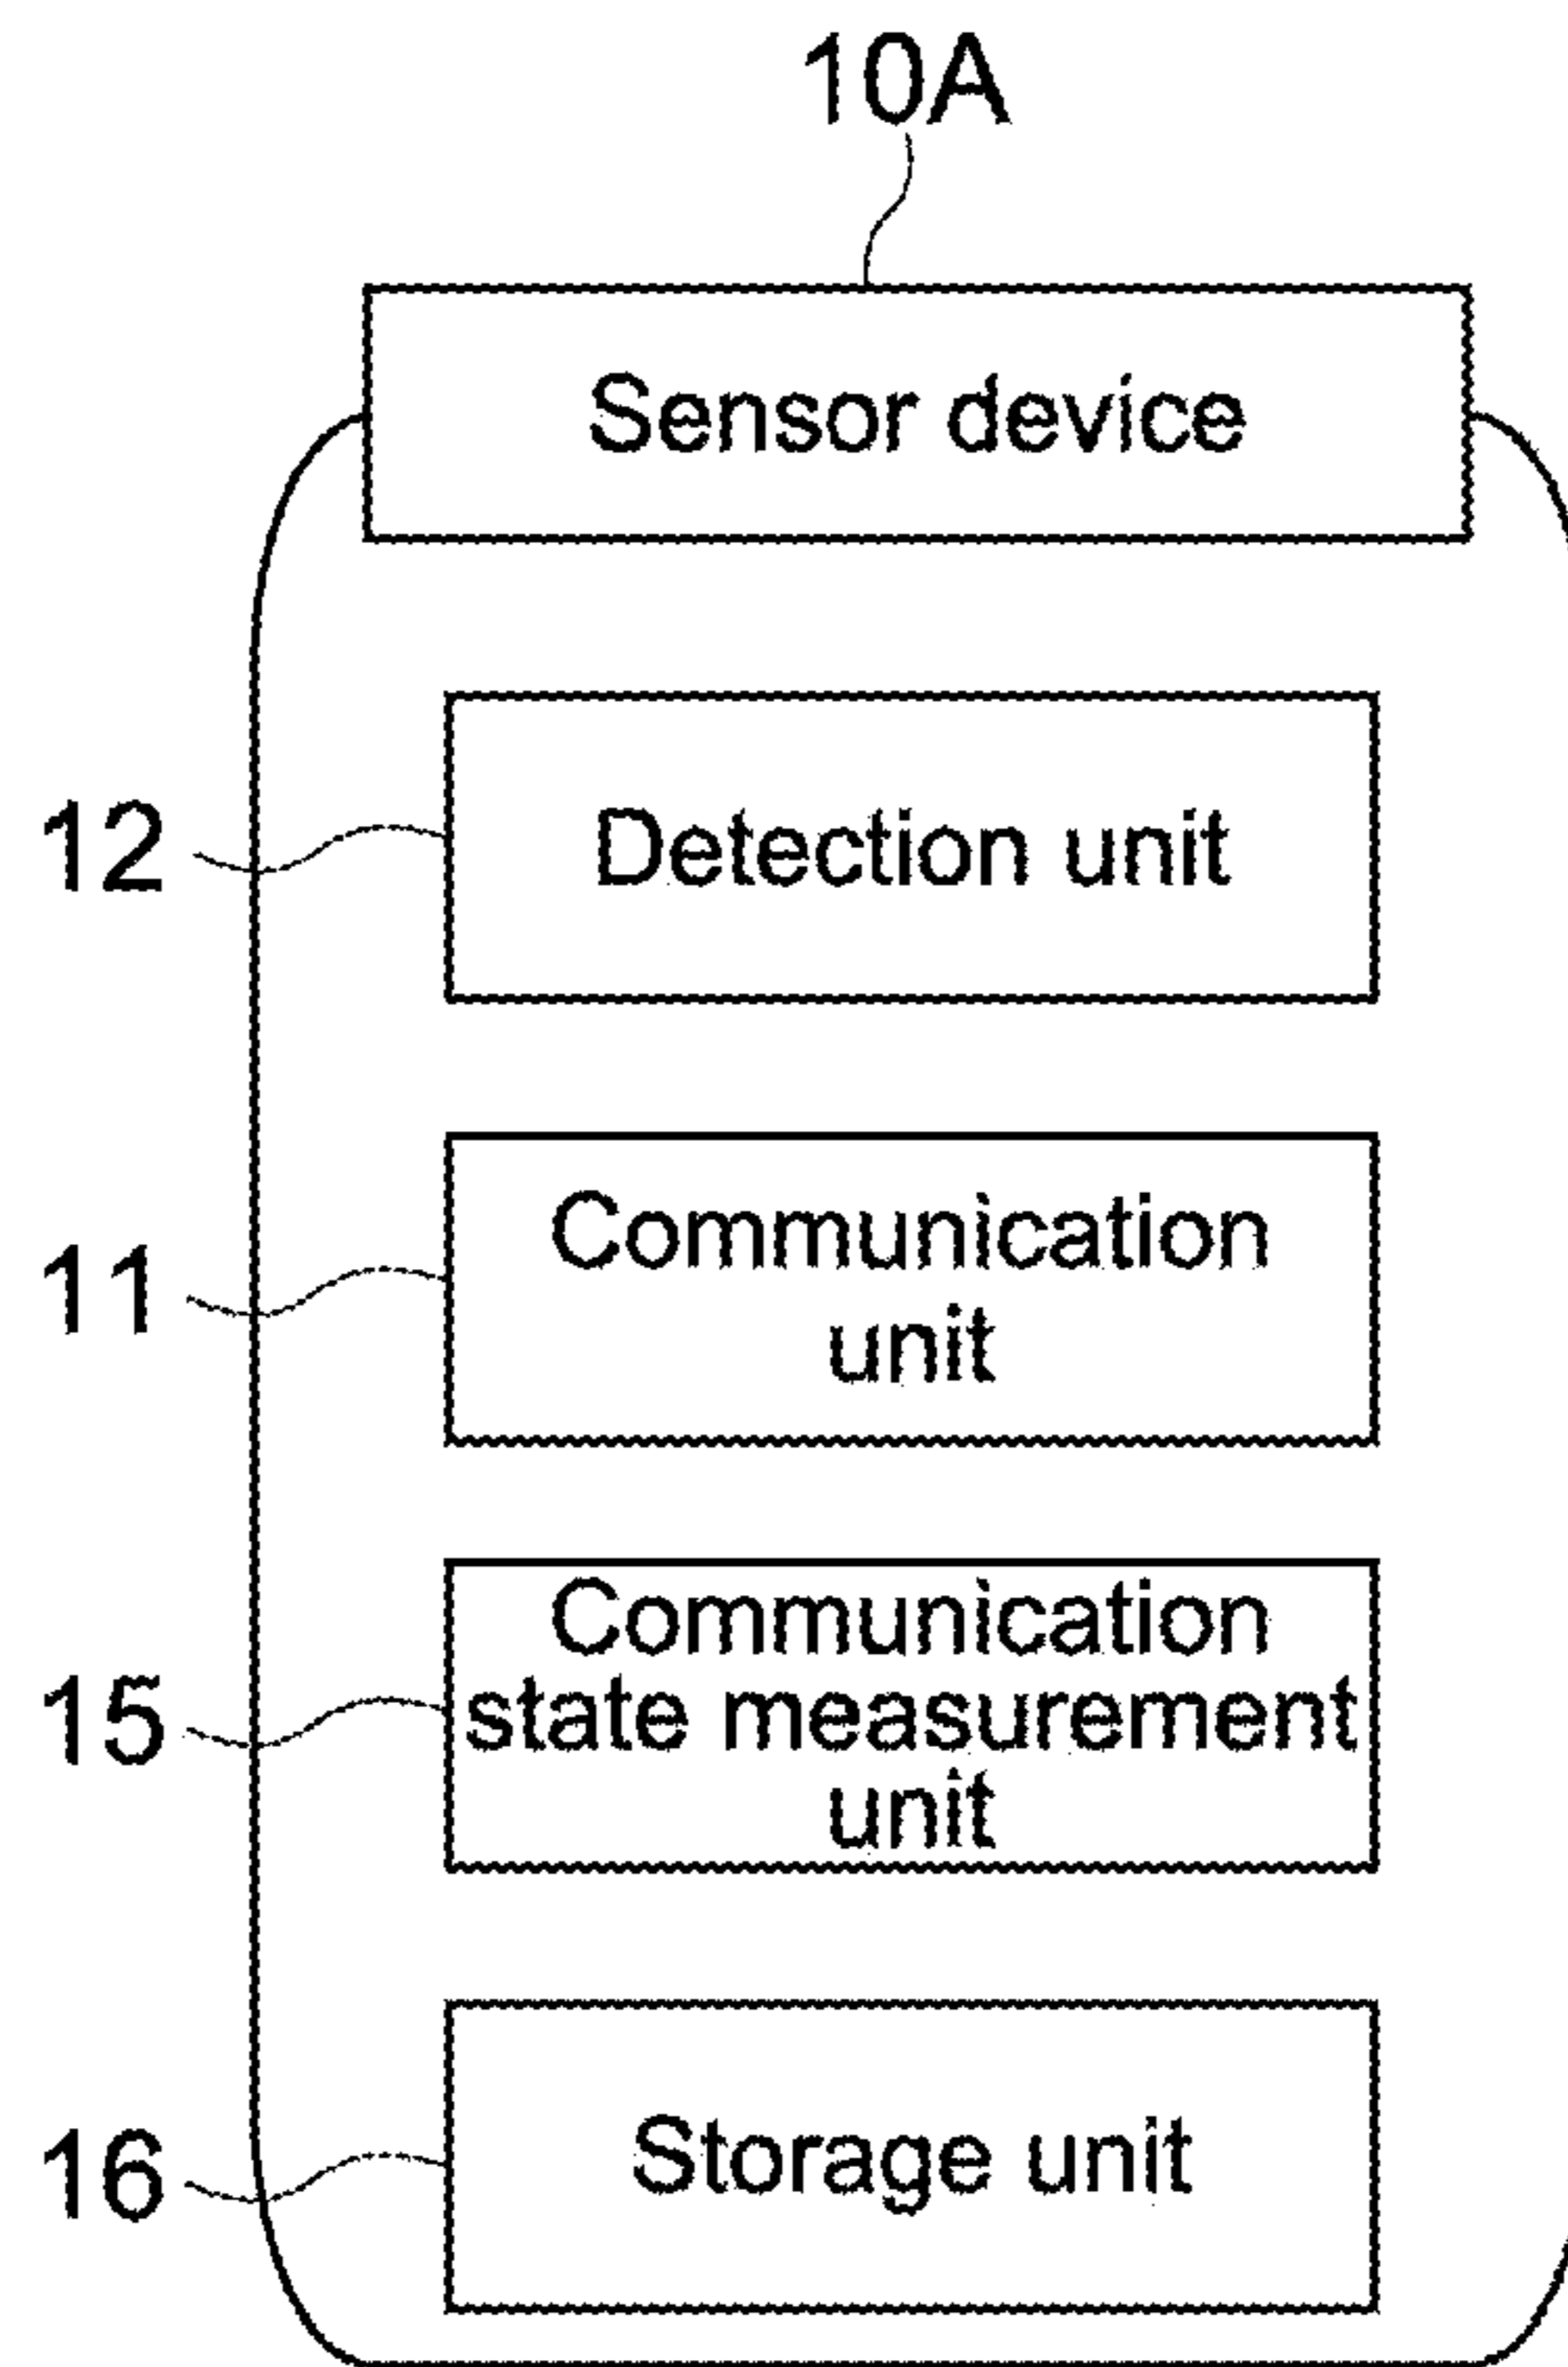 10A
Sensor device
12
Detection unit
11
Communication
unit
15
Communication
state measurement
unit
16
Storage unit